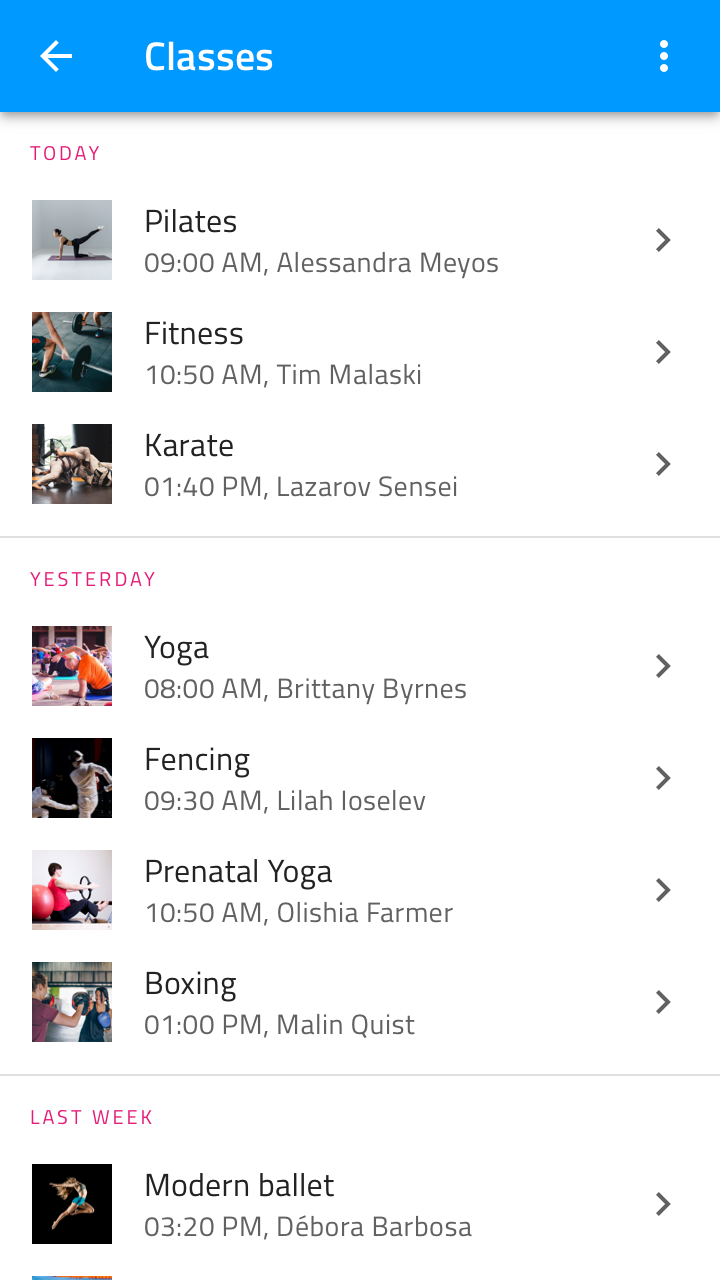 Classes
TODAY
Pilates
09:00 AM, Alessandra Meyos
Fitness
10:50 AM, Tim Malaski
Karate
01:40 PM, Lazarov Sensei
YESTERDAY
Yoga
08:00 AM, Brittany Byrnes
Fencing
09:30 AM, Lilah Ioselev
Prenatal Yoga
10:50 AM, Olishia Farmer
Boxing
01:00 PM, Malin Quist
LAST WEEK
Modern ballet
03:20 PM, Débora Barbosa